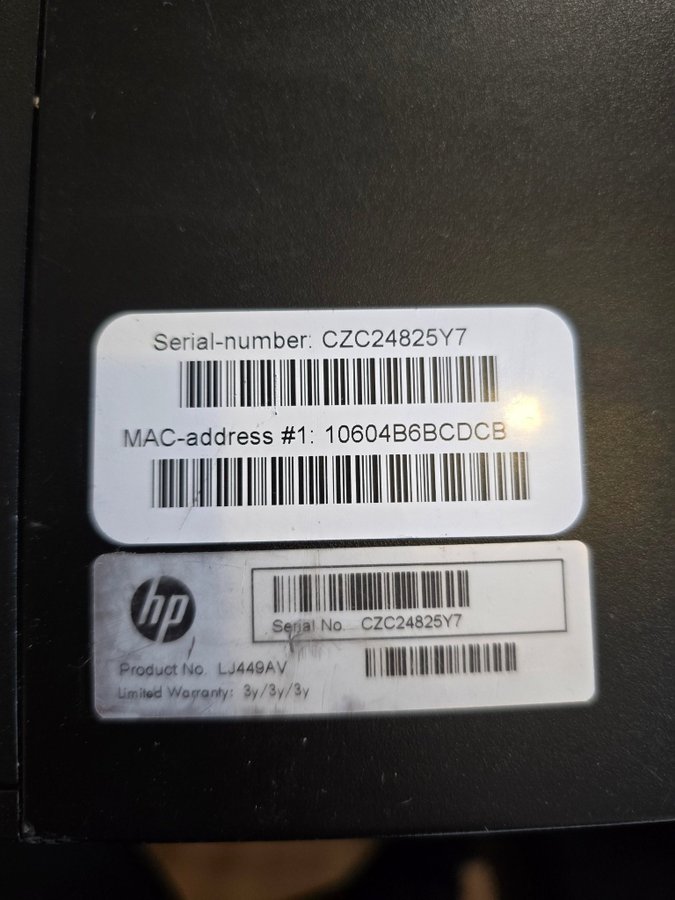 Serial-number: CZC24825Y7
MAC-address #1: 10604B6BCDCB
hp
Serial No. CZC24825Y7
Product No. LJ449AV
Limited Warranty: 3y/3y/3y